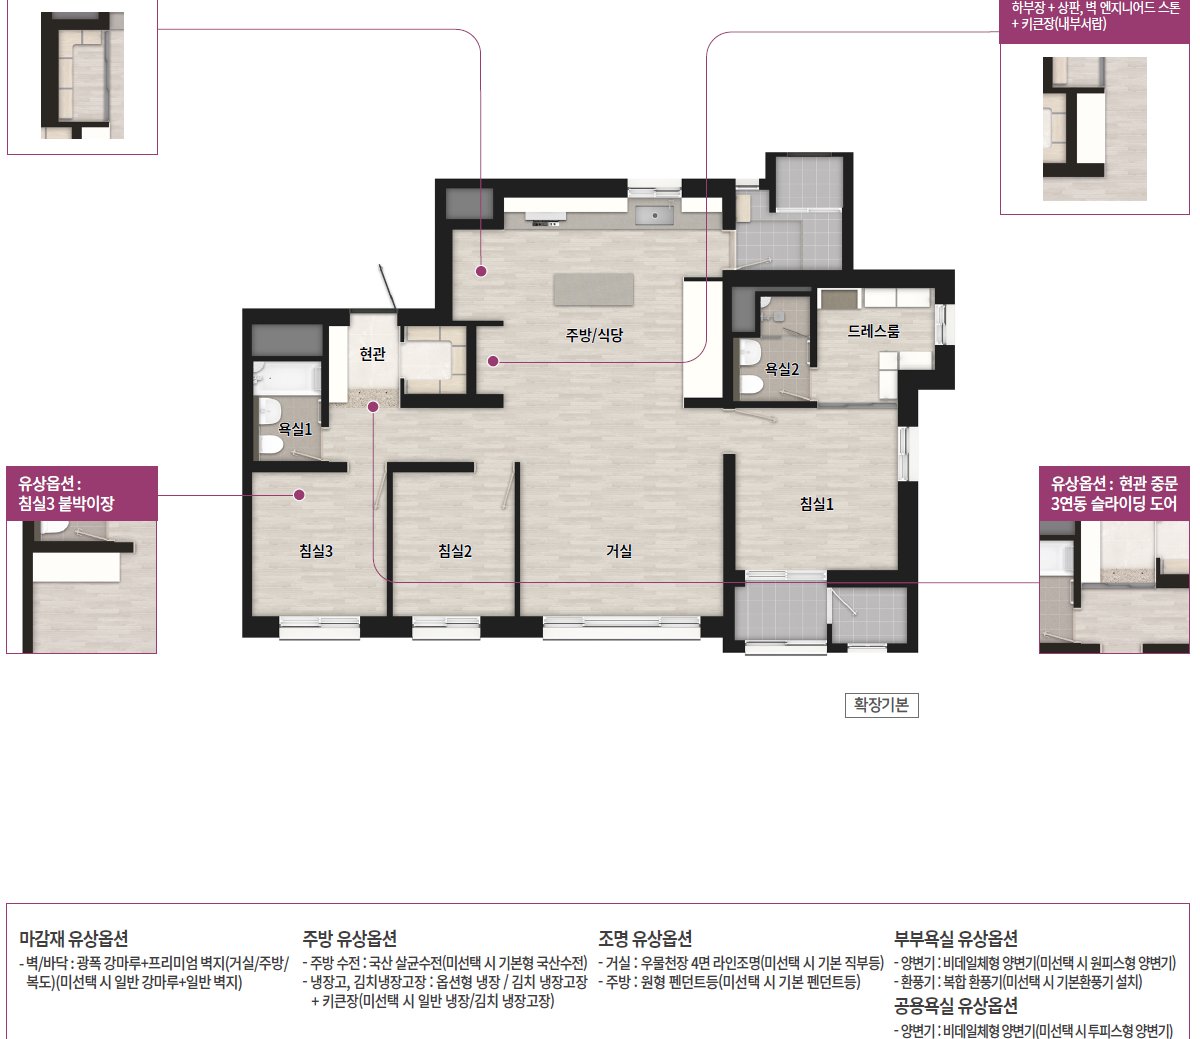 하부장 + 상판, 벽 엔지니어드 스톤
+ 키큰장(내부서랍)
주방/식당
드레스룸
현관
욕실2
욕실1
유상옵션 :
침실3 붙박이장
유상옵션 : 현관 중문
3연동 슬라이딩 도어
침실1
침실3
침실2
거실
확장기본
마감재 유상옵션
- 벽/바닥 : 광폭 강마루+프리미엄 벽지(거실/주방/
복도)(미선택 시 일반 강마루+일반 벽지)
주방 유상옵션
- 주방 수전 : 국산 살균수전(미선택 시 기본형 국산수전)
- 냉장고, 김치냉장고장 : 옵션형 냉장 / 김치 냉장고장
+ 키큰장(미선택 시 일반 냉장/김치 냉장고장)
조명 유상옵션
- 거실 : 우물천장 4면 라인조명(미선택 시 기본 직부등)
- 주방 : 원형 펜던트등(미선택 시 기본 펜던트등)
부부욕실 유상옵션
- 양변기 : 비데일체형 양변기(미선택 시 원피스형 양변기)
- 환풍기 : 복합 환풍기(미선택 시 기본환풍기 설치)
공용욕실 유상옵션
- 양변기 : 비데일체형 양변기(미선택 시 투피스형 양변기)